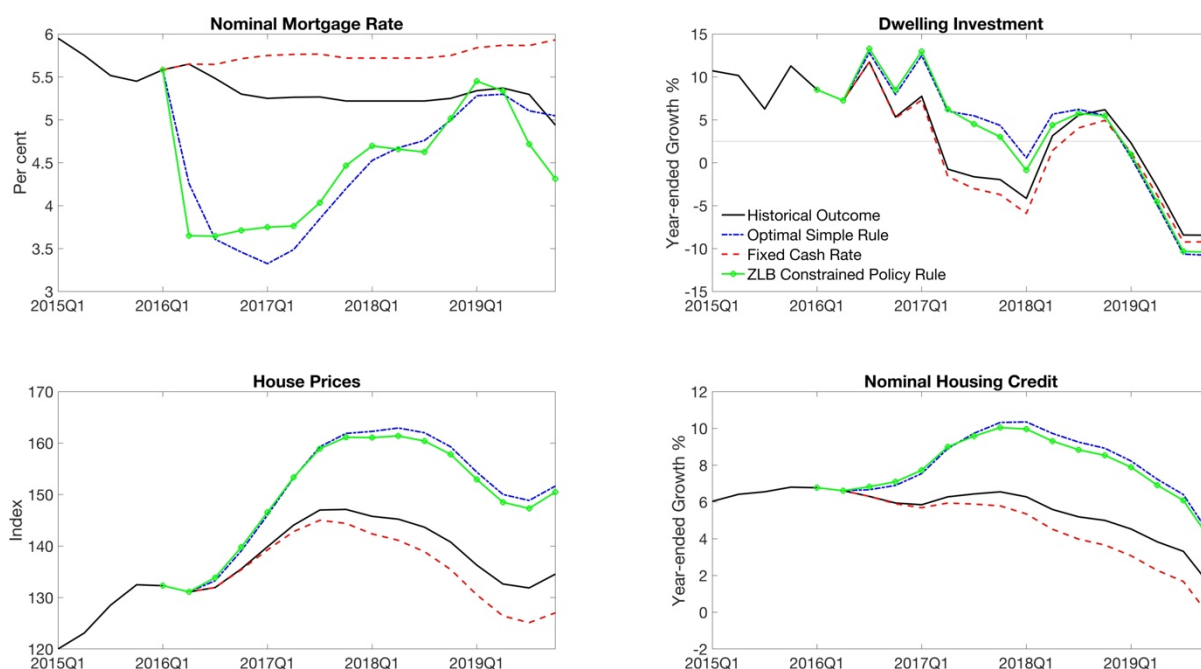 Nominal Mortgage Rate
Per cent
6
5.5
5
4.5
4
3.5
3
2015Q1 2016Q1 2017Q1 2018Q1 2019Q1
Dwelling Investment
Year-ended Growth %
15
10
5
0
-5
-10
-15
Historical Outcome
Optimal Simple Rule
Fixed Cash Rate
ZLB Constrained Policy Rule
2015Q1 2016Q1 2017Q1 2018Q1 2019Q1
House Prices
Index
170
160
150
140
130
120
2015Q1 2016Q1 2017Q1 2018Q1 2019Q1
Nominal Housing Credit
Year-ended Growth %
12
10
8
6
4
2
0
-2
2015Q1 2016Q1 2017Q1 2018Q1 2019Q1